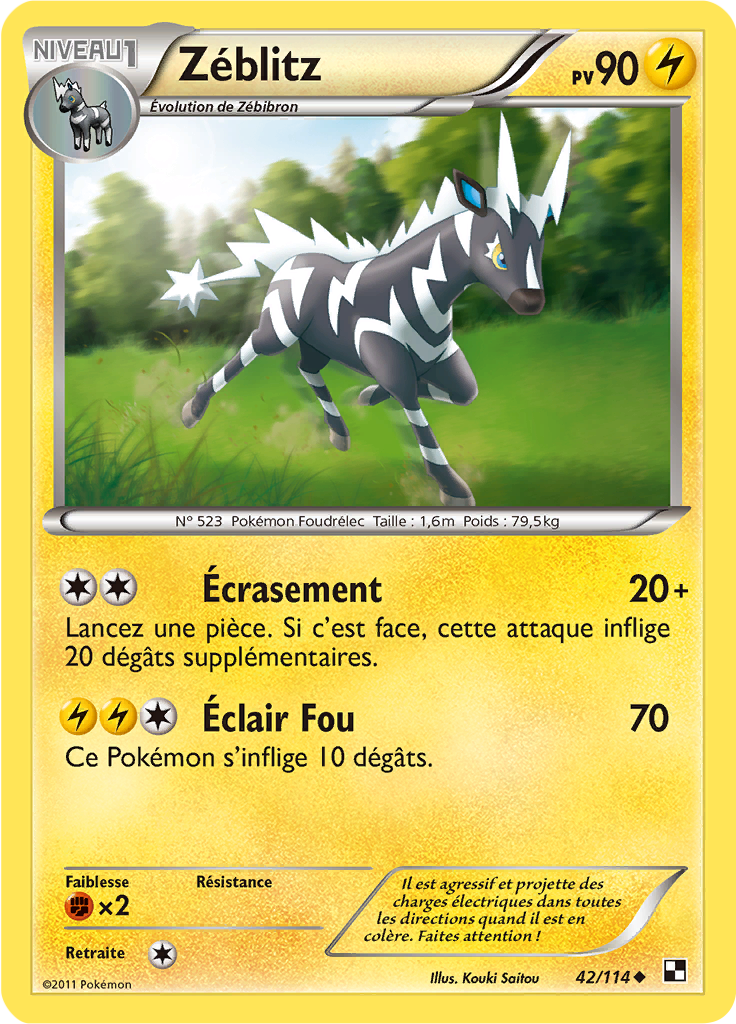 NIVEAU 1
Zéblitz
PV 90
Évolution de Zébibron
N° 523 Pokémon Foudrélec Taille : 1,6m Poids : 79,5kg
Écrasement 20+
Lancez une pièce. Si c'est face, cette attaque inflige
20 dégâts supplémentaires.
Éclair Fou 70
Ce Pokémon s'inflige 10 dégâts.
Faiblesse Résistance
×2
Retraite
Il est agressif et projette des
charges électriques dans toutes
les directions quand il est en
colère. Faites attention !
©2011 Pokémon
Illus. Kouki Saitou
42/114